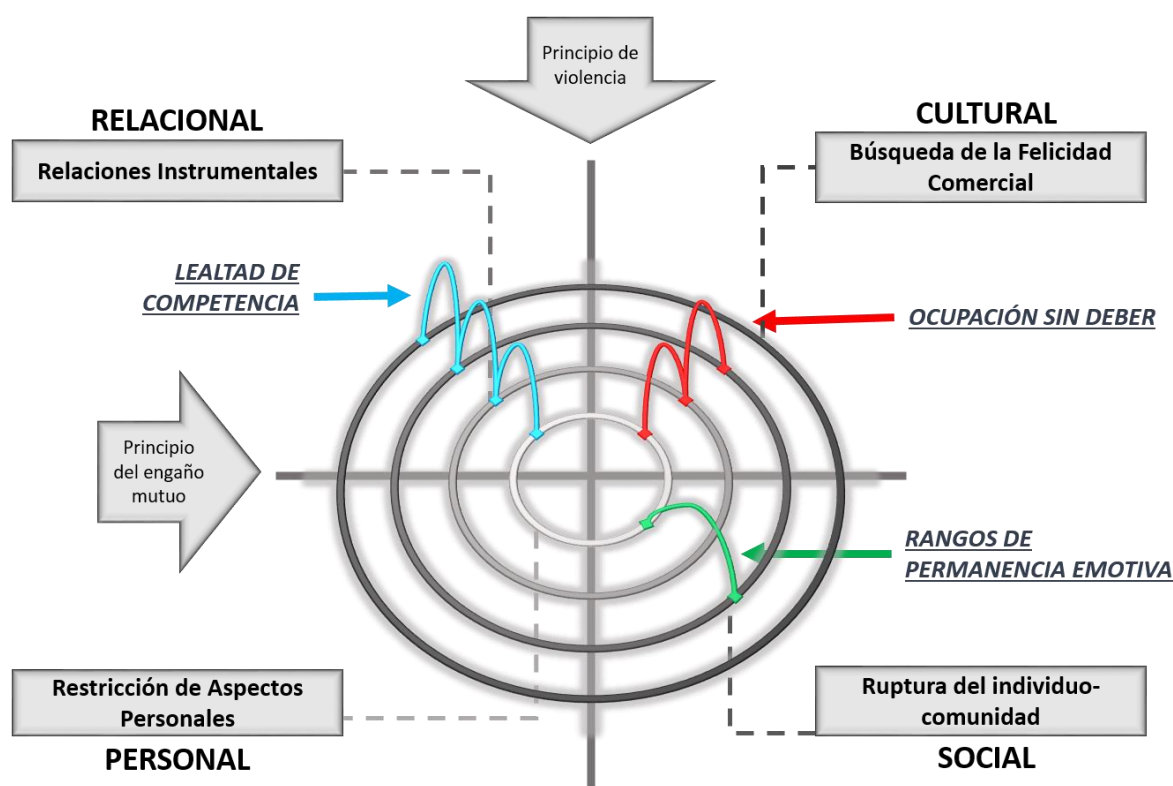 Principio de
violencia
RELACIONAL
Relaciones Instrumentales
CULTURAL
Búsqueda de la Felicidad
Comercial
LEALTAD DE
COMPETENCIA
OCUPACIÓN SIN DEBER
Principio
del engaño
mutuo
RANGOS DE
PERMANENCIA EMOTIVA
Restricción de Aspectos
Personales
PERSONAL
Ruptura del individuo-
comunidad
SOCIAL